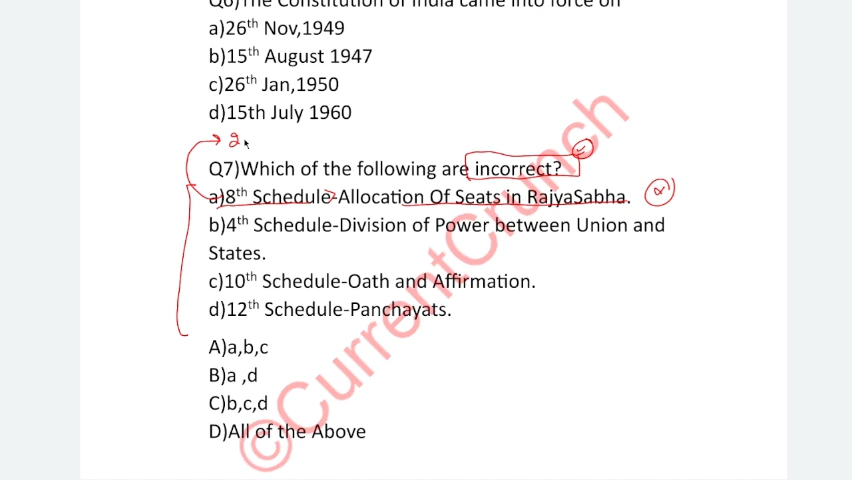 Q6)The Constitution of India came into force on
a)26th Nov,1949
b)15th August 1947
c)26th Jan,1950
d)15th July 1960
2
Q7)Which of the following are incorrect?
a)8th Schedule-Allocation Of Seats in RajyaSabha.
b)4th Schedule-Division of Power between Union and
States.
c)10th Schedule-Oath and Affirmation.
d)12th Schedule-Panchayats.
A)a,b,c
B)a ,d
C)b,c,d
D)All of the Above
©CurrentCrunch